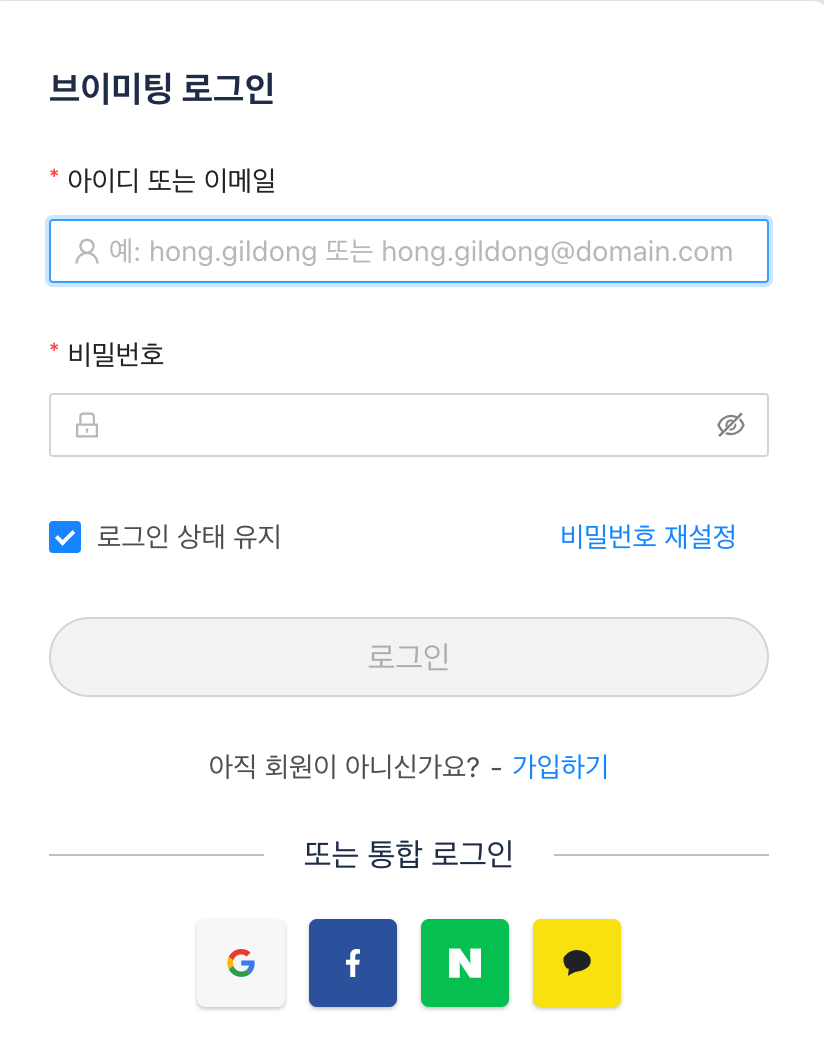 브이미팅 로그인
* 아이디 또는 이메일
예: hong.gildong 또는 hong.gildong@domain.com
* 비밀번호
로그인 상태 유지
비밀번호 재설정
로그인
아직 회원이 아니신가요? - 가입하기
또는 통합 로그인
G f N